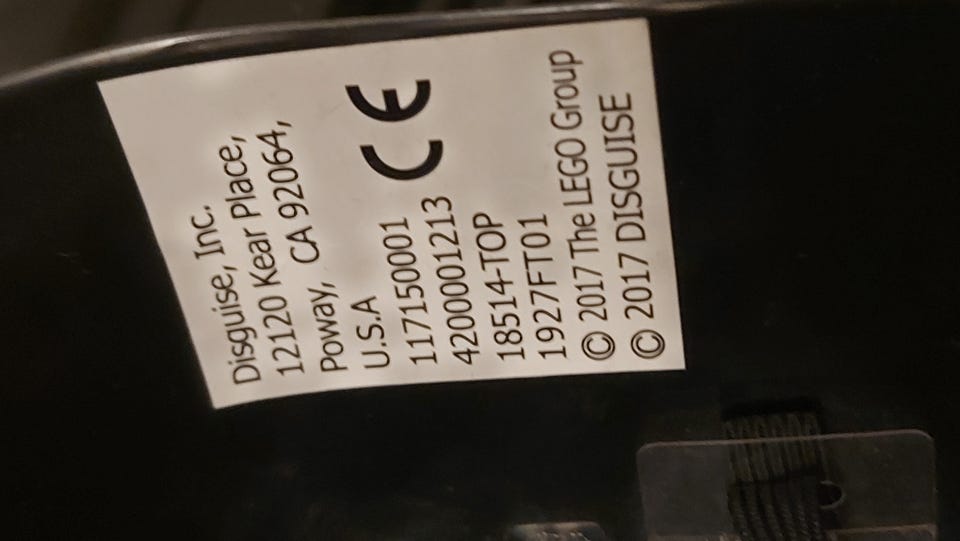 Disguise, Inc.
12120 Kear Place,
Poway, CA 92064,
U.S.A
117150001 CE
4200001213
18514-TOP
1927FT01
© 2017 The LEGO Group
© 2017 DISGUISE